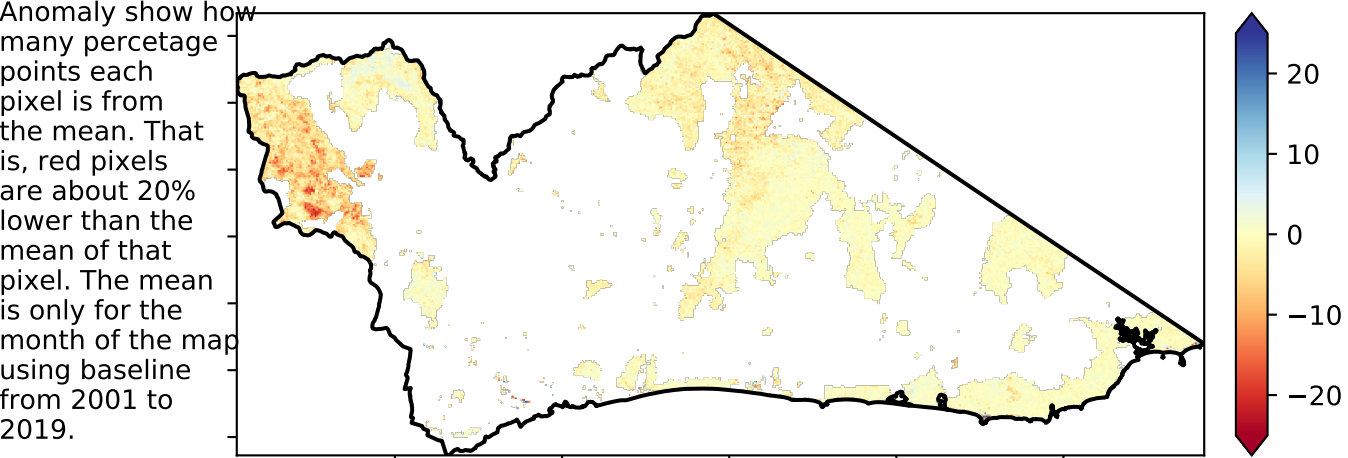 Anomaly show how
many percetage
points each
pixel is from
the mean. That
is, red pixels
are about 20%
lower than the
mean of that
pixel. The mean
is only for the
month of the map
using baseline
from 2001 to
2019.
20
10
0
−10
−20